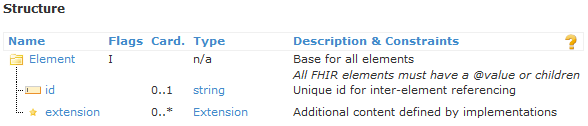 Structure
Name Flags Card. Type Description & Constraints ?
Element I n/a Base for all elements
All FHIR elements must have a @value or children
id 0..1 string Unique id for inter-element referencing
extension 0..* Extension Additional content defined by implementations